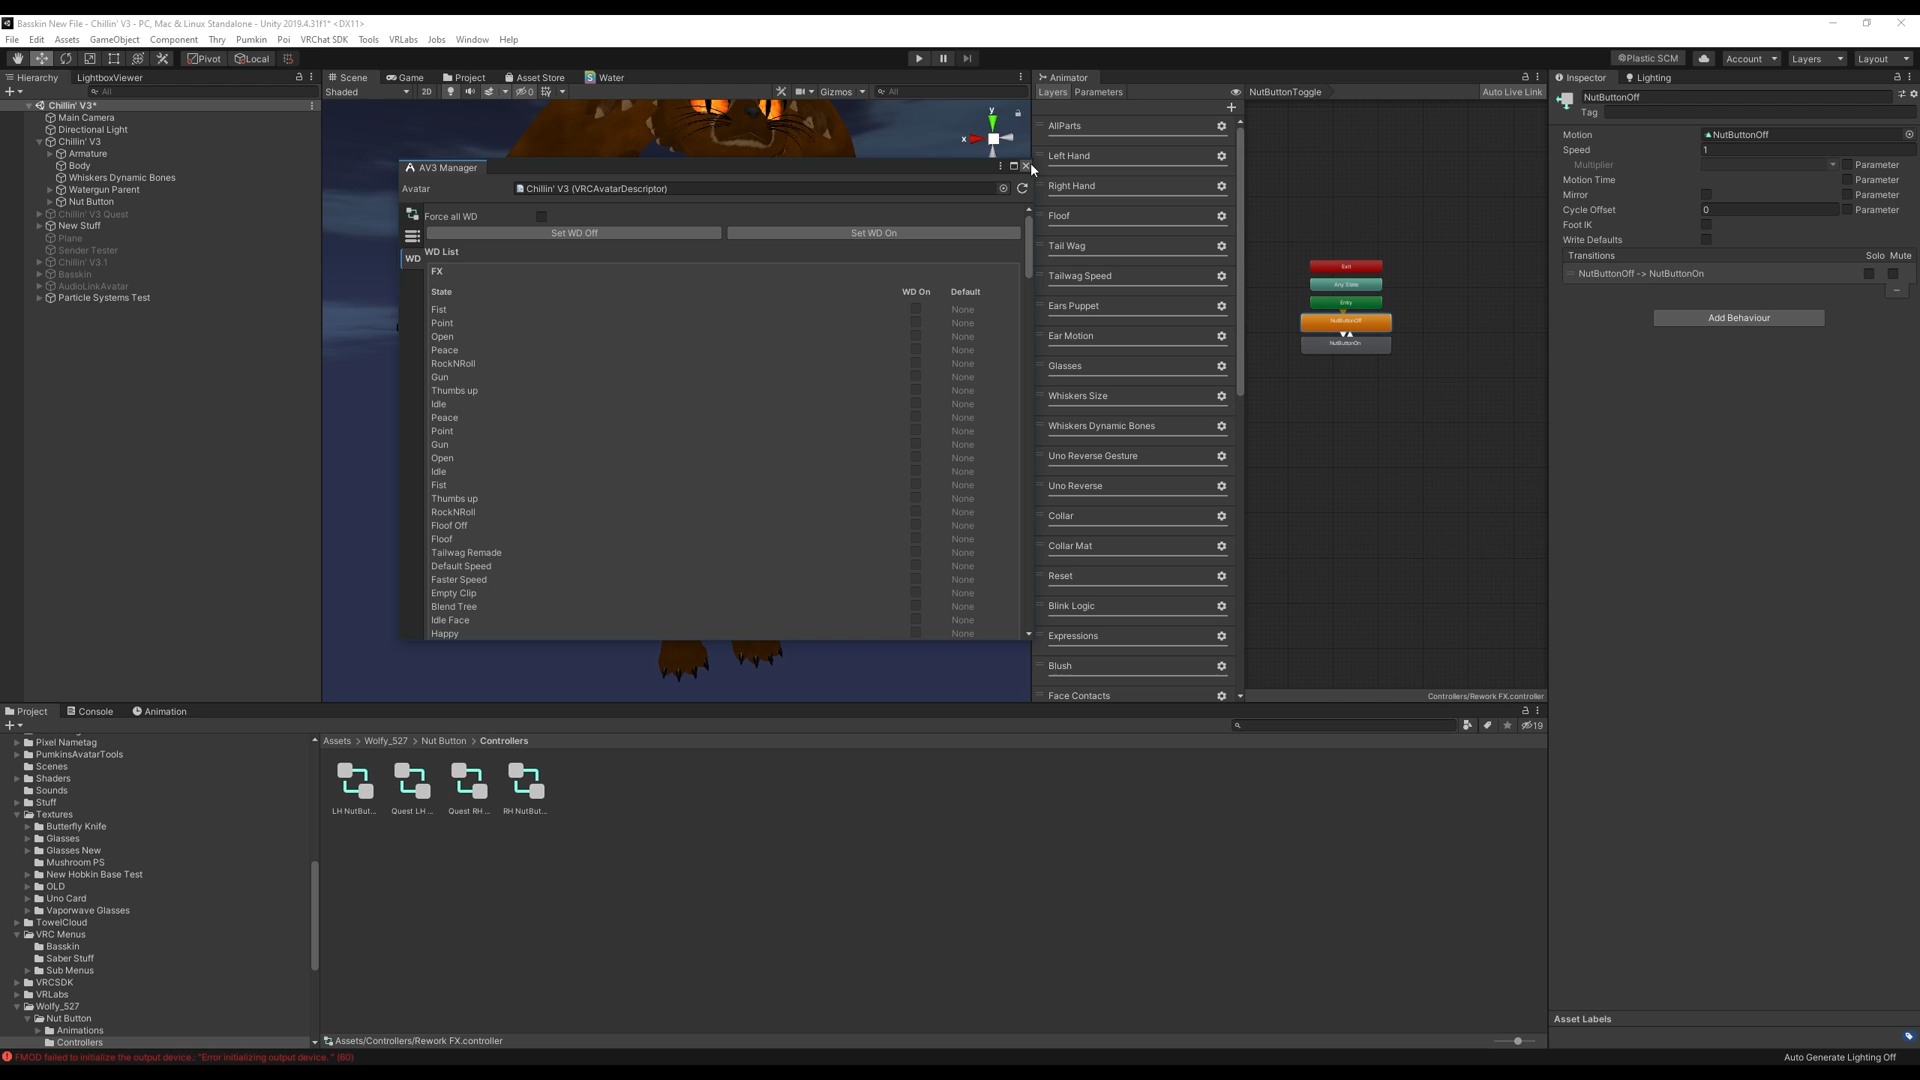 Basskin New File - Chillin' V3 - PC, Mac & Linux Standalone - Unity 2019.4.31f1* <DX11>
File Edit Assets GameObject Component Thry Pumkin Poi VRChat SDK Tools VRLabs Jobs Window Help
Pivot Local Plastic SCM Account Layers Layout
Hierarchy LightboxViewer
All
Chillin' V3*
Main Camera
Directional Light
Chillin' V3
Armature
Body
Whiskers Dynamic Bones
Watergun Parent
Nut Button
Chillin' V3 Quest
New Stuff
Plane
Sender Tester
Chillin' V3.1
Basskin
AudioLinkAvatar
Particle Systems Test
Scene Game Project Asset Store Water
Shaded 2D 0 Gizmos All
y
x
AV3 Manager
Avatar Chillin' V3 (VRCAvatarDescriptor)
Force all WD
Set WD Off Set WD On
WD
WD List
FX
State WD On Default
Fist None
Point None
Open None
Peace None
RockNRoll None
Gun None
Thumbs up None
Idle None
Peace None
Point None
Gun None
Open None
Idle None
Fist None
Thumbs up None
RockNRoll None
Floof Off None
Floof None
Tailwag Remade None
Default Speed None
Faster Speed None
Empty Clip None
Blend Tree None
Idle Face None
Happy None
Animator
Layers Parameters NutButtonToggle Auto Live Link
AllParts
Left Hand
Right Hand
Floof
Tail Wag
Tailwag Speed
Ears Puppet
Ear Motion
Glasses
Whiskers Size
Whiskers Dynamic Bones
Uno Reverse Gesture
Uno Reverse
Collar
Collar Mat
Reset
Blink Logic
Expressions
Blush
Face Contacts
Exit
Any State
Entry
NutButtonOff
NutButtonOn
Controllers/Rework FX.controller
Inspector Lighting
NutButtonOff
Tag
Motion NutButtonOff
Speed 1
Multiplier Parameter
Motion Time Parameter
Mirror Parameter
Cycle Offset 0 Parameter
Foot IK
Write Defaults
Transitions Solo Mute
NutButtonOff -> NutButtonOn
Add Behaviour
Asset Labels
Project Console Animation
19
Pixel Nametag
PumkinsAvatarTools
Scenes
Shaders
Sounds
Stuff
Textures
Butterfly Knife
Glasses
Glasses New
Mushroom PS
New Hobkin Base Test
OLD
Uno Card
Vaporwave Glasses
TowelCloud
VRC Menus
Basskin
Saber Stuff
Sub Menus
VRCSDK
VRLabs
Wolfy_527
Nut Button
Animations
Controllers
Assets > Wolfy_527 > Nut Button > Controllers
LH NutBut... Quest LH ... Quest RH ... RH NutBut...
Assets/Controllers/Rework FX.controller
FMOD failed to initialize the output device.: "Error initializing output device. " (60)
Auto Generate Lighting Off